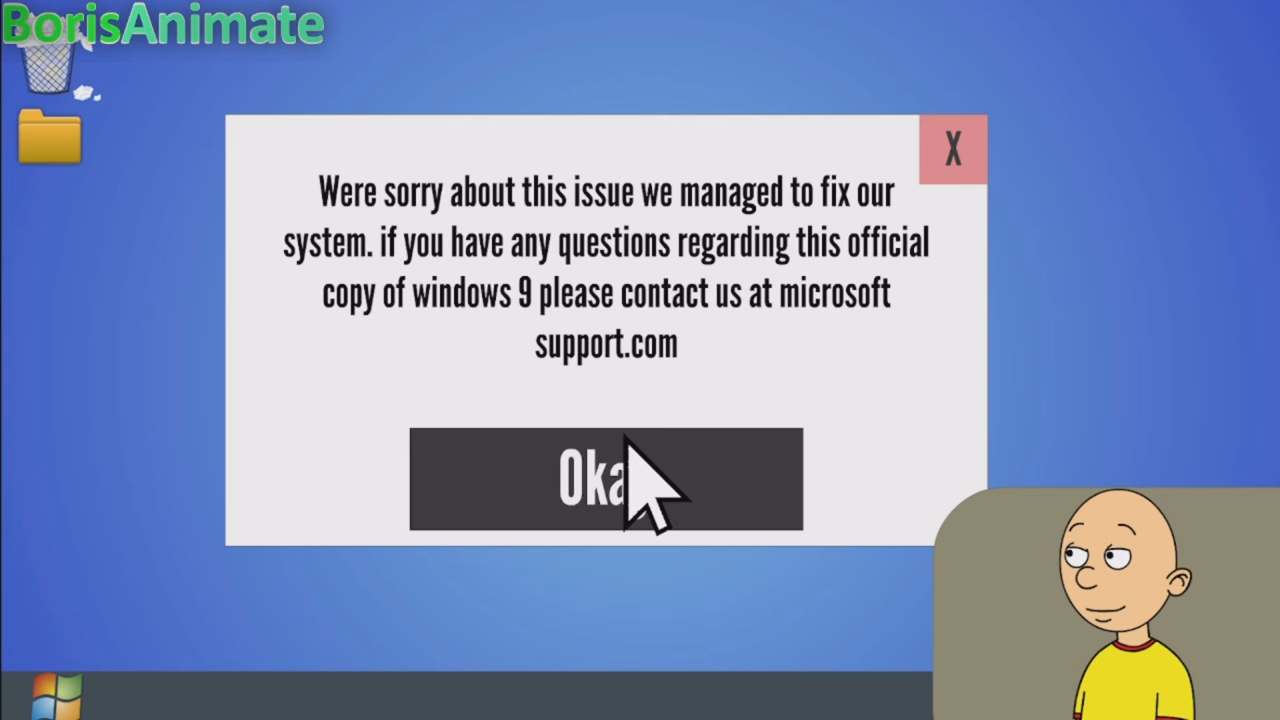 BorisAnimate
X
Were sorry about this issue we managed to fix our
system. if you have any questions regarding this official
copy of windows 9 please contact us at microsoft
support.com
Oka